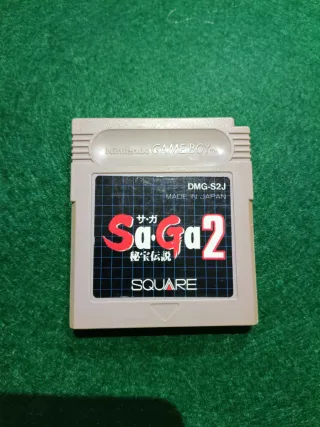 Nintendo GAME BOY
DMG-S2J
MADE IN JAPAN
サ・ガ
Sa・Ga2
秘宝伝説
SQUARE